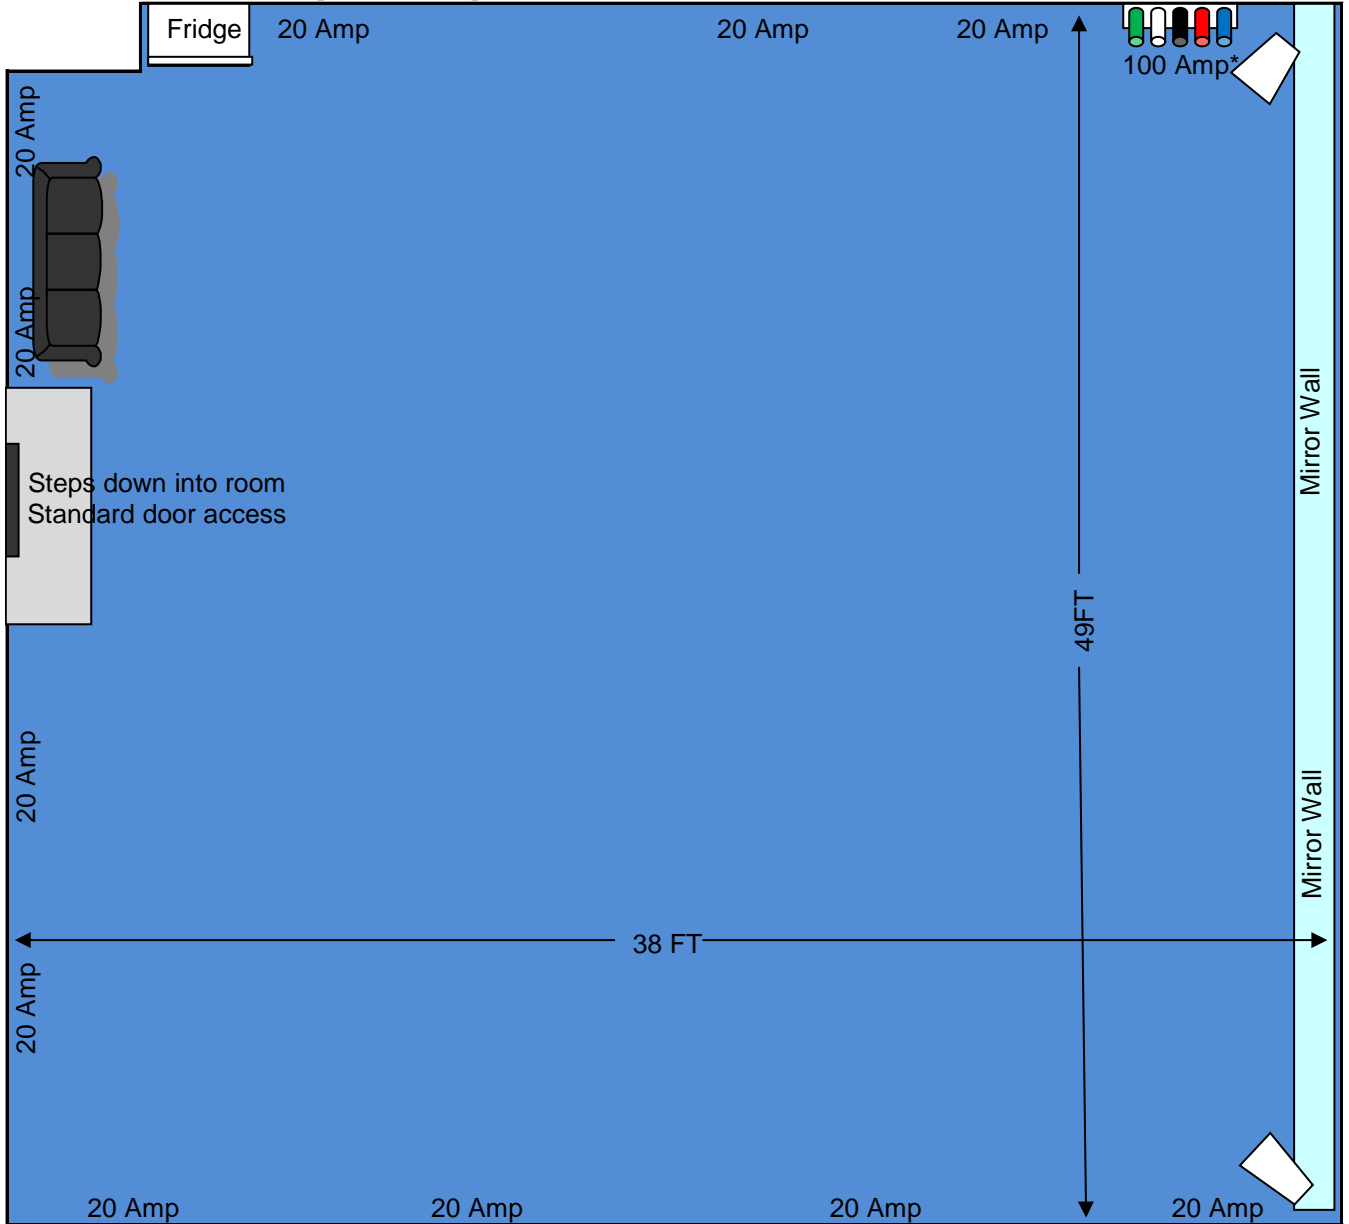 Fridge
20 Amp
20 Amp
20 Amp
100 Amp*
20 Amp
20 Amp
Mirror Wall
Steps down into room
Standard door access
49FT
20 Amp
Mirror Wall
38 FT
20 Amp
20 Amp
20 Amp
20 Amp
20 Amp